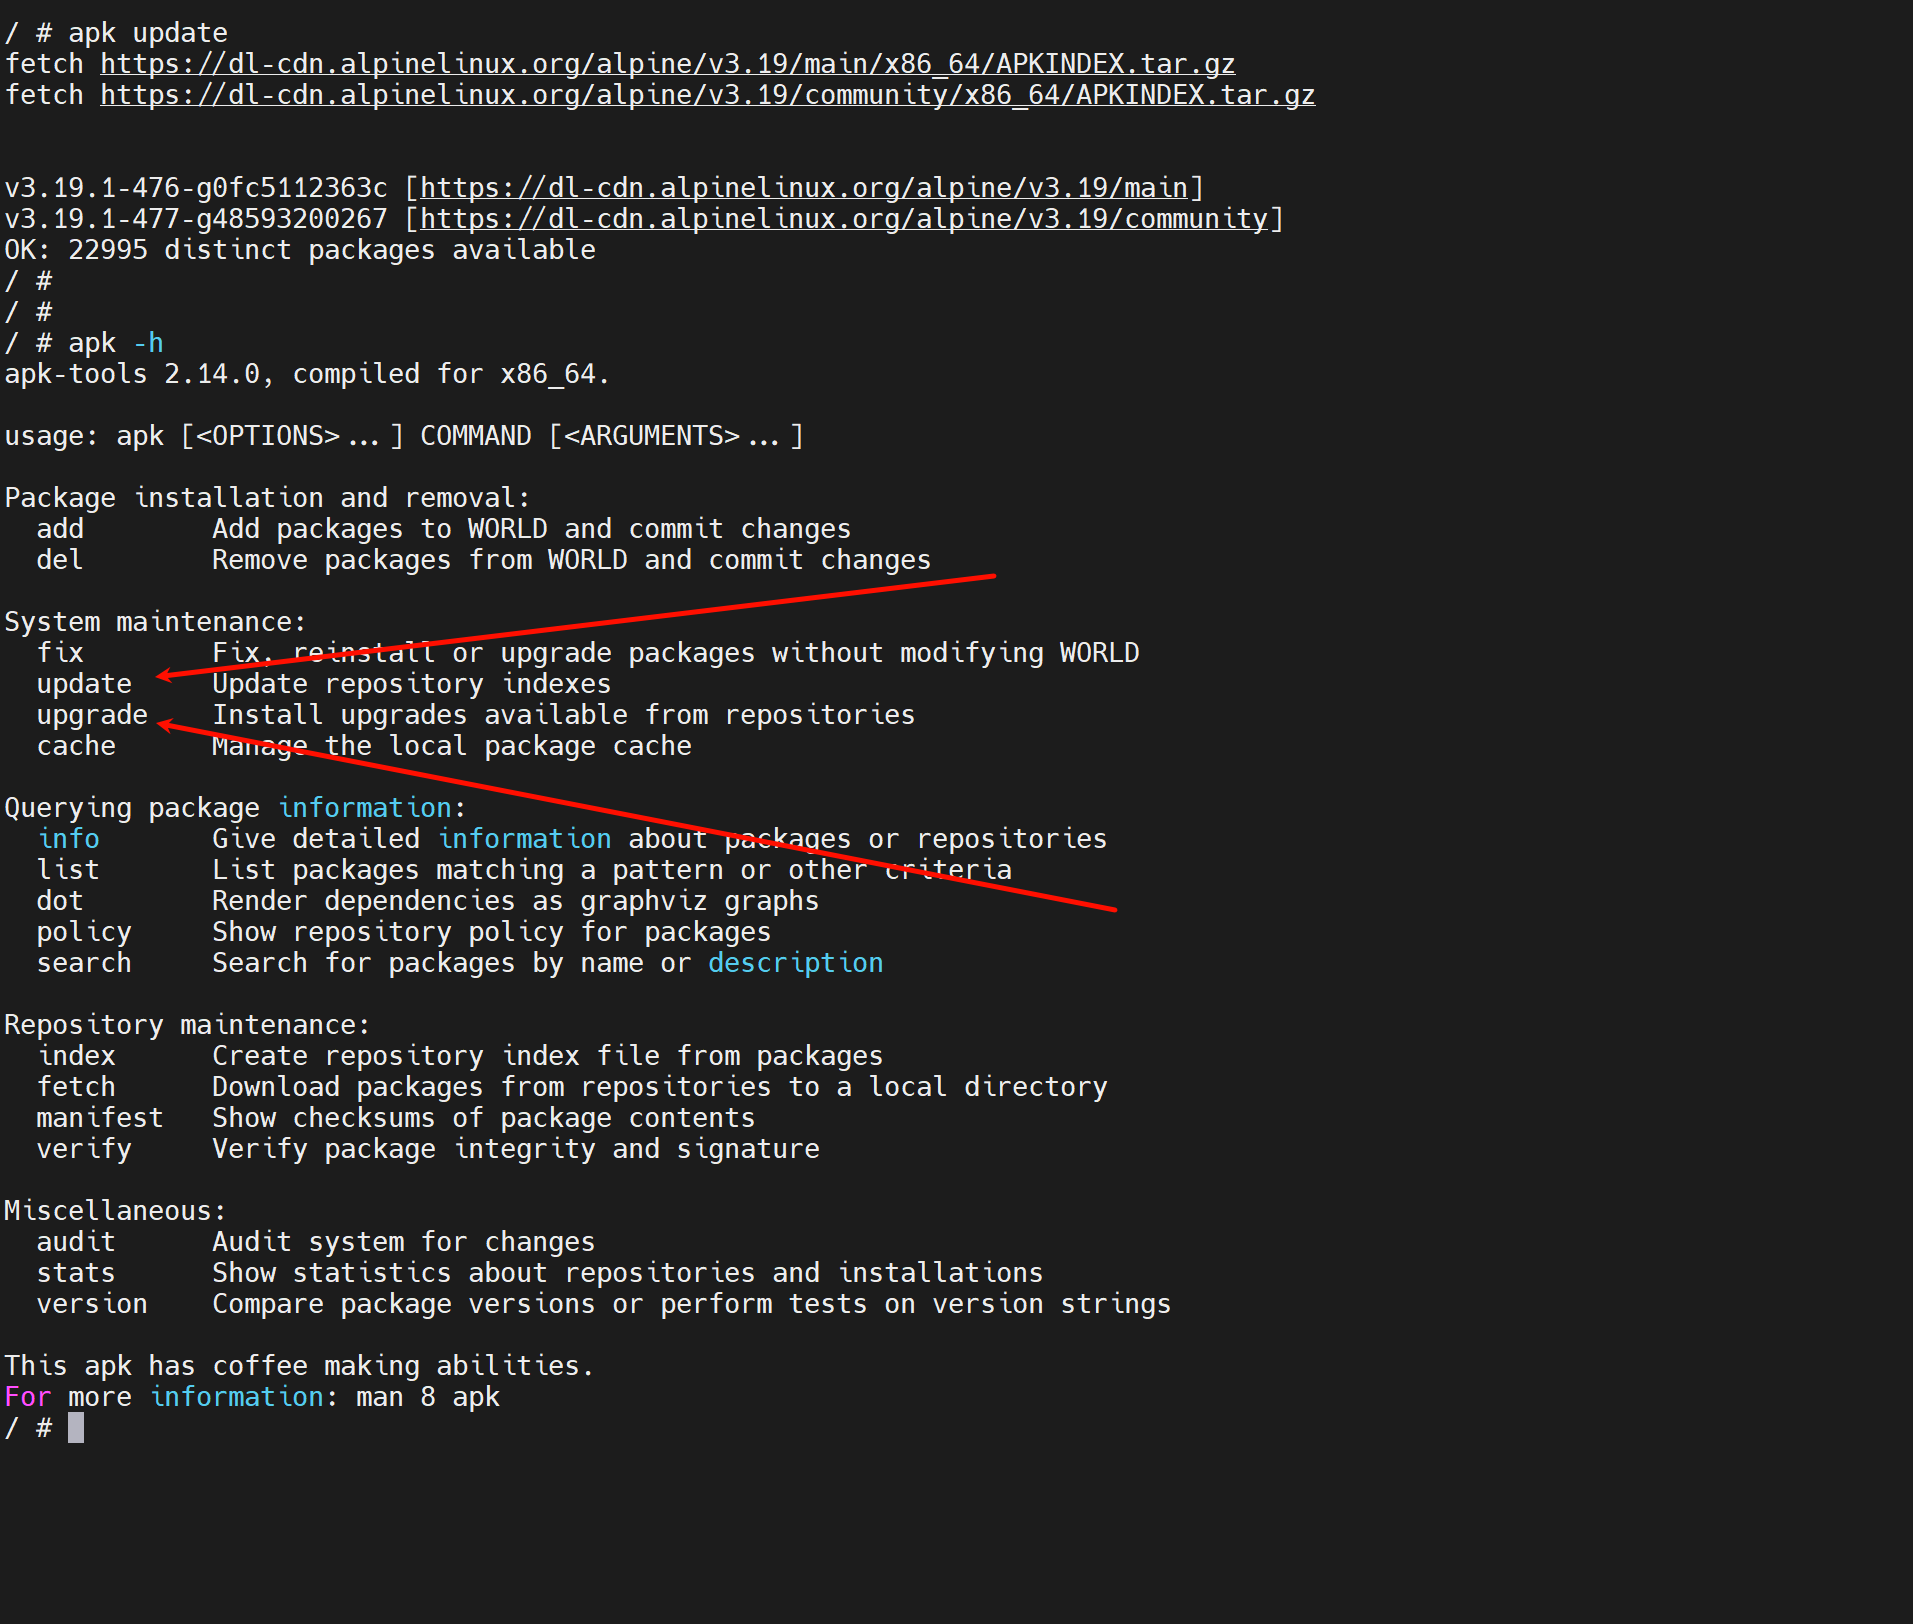 / # apk update
fetch https://dl-cdn.alpinelinux.org/alpine/v3.19/main/x86_64/APKINDEX.tar.gz
fetch https://dl-cdn.alpinelinux.org/alpine/v3.19/community/x86_64/APKINDEX.tar.gz
v3.19.1-476-g0fc5112363c [https://dl-cdn.alpinelinux.org/alpine/v3.19/main]
v3.19.1-477-g48593200267 [https://dl-cdn.alpinelinux.org/alpine/v3.19/community]
OK: 22995 distinct packages available
/ #
/ #
/ # apk -h
apk-tools 2.14.0, compiled for x86_64.
usage: apk [<OPTIONS>...] COMMAND [<ARGUMENTS>...]
Package installation and removal:
add Add packages to WORLD and commit changes
del Remove packages from WORLD and commit changes
System maintenance:
fix Fix, reinstall or upgrade packages without modifying WORLD
update Update repository indexes
upgrade Install upgrades available from repositories
cache Manage the local package cache
Querying package information:
info Give detailed information about packages or repositories
list List packages matching a pattern or other criteria
dot Render dependencies as graphviz graphs
policy Show repository policy for packages
search Search for packages by name or description
Repository maintenance:
index Create repository index file from packages
fetch Download packages from repositories to a local directory
manifest Show checksums of package contents
verify Verify package integrity and signature
Miscellaneous:
audit Audit system for changes
stats Show statistics about repositories and installations
version Compare package versions or perform tests on version strings
This apk has coffee making abilities.
For more information: man 8 apk
/ #